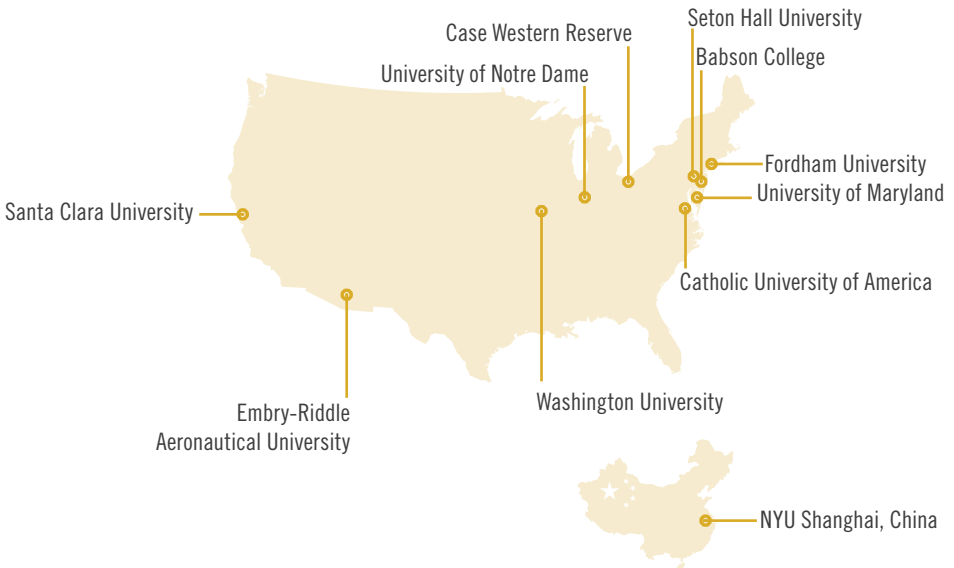 Seton Hall University
Case Western Reserve
Babson College
University of Notre Dame
Fordham University
University of Maryland
Santa Clara University
Catholic University of America
Washington University
Embry-Riddle
Aeronautical University
NYU Shanghai, China